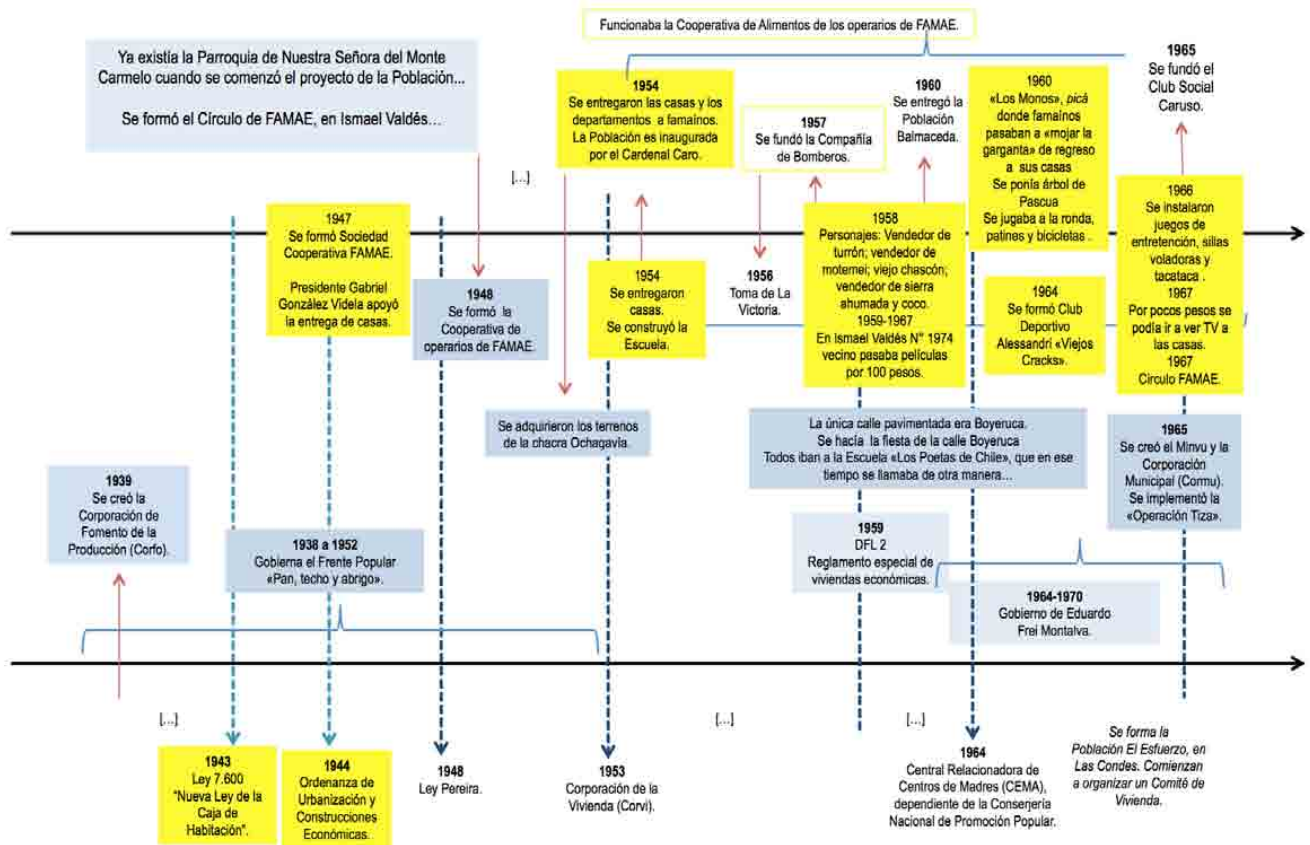 Funcionaba la Cooperativa de Alimentos de los operarios de FAMAE.
Ya existía la Parroquia de Nuestra Señora del Monte
Carmelo cuando se comenzó el proyecto de la Población...
Se formó el Círculo de FAMAE, en Ismael Valdés…
[...]
1954
Se entregaron las casas y los
departamentos a famaínos.
La Población es inaugurada
por el Cardenal Caro.
1957
Se fundó la Compañía
de Bomberos.
1960
Se entregó la
Población
Balmaceda.
1960
«Los Monos», picá
donde famaínos
pasaban a «mojar la
garganta» de regreso
a sus casas
Se ponía árbol de
Pascua
Se jugaba a la ronda,
patines y bicicletas .
1965
Se fundó el
Club Social
Caruso.
1947
Se formó Sociedad
Cooperativa FAMAE.
Presidente Gabriel
González Videla apoyó
la entrega de casas.
1948
Se formó la
Cooperativa de
operarios de FAMAE.
1954
Se entregaron
casas.
Se construyó la
Escuela.
1956
Toma de La
Victoria.
1958
Personajes: Vendedor de
turrón; vendedor de
motemei; viejo chascón;
vendedor de sierra
ahumada y coco.
1959-1967
En Ismael Valdés N° 1974
vecino pasaba películas
por 100 pesos.
1964
Se formó Club
Deportivo
Alessandri «Viejos
Cracks».
1966
Se instalaron
juegos de
entretención, sillas
voladoras y
tacataca .
1967
Por pocos pesos se
podía ir a ver TV a
las casas.
1967
Círculo FAMAE.
Se adquirieron los terrenos
de la chacra Ochagavía.
La única calle pavimentada era Boyeruca.
Se hacía la fiesta de la calle Boyeruca
Todos iban a la Escuela «Los Poetas de Chile», que en ese
tiempo se llamaba de otra manera…
1965
Se creó el Minvu y la
Corporación
Municipal (Cormu).
Se implementó la
«Operación Tiza».
1939
Se creó la
Corporación de
Fomento de la
Producción (Corfo).
1938 a 1952
Gobierna el Frente Popular
«Pan, techo y abrigo».
1959
DFL 2
Reglamento especial de
viviendas económicas.
1964-1970
Gobierno de Eduardo
Frei Montalva.
[...]
[...]
[...]
1943
Ley 7.600
"Nueva Ley de la
Caja de
Habitación".
1944
Ordenanza de
Urbanización y
Construcciones
Económicas.
1948
Ley Pereira.
1953
Corporación de la
Vivienda (Corvi).
1964
Central Relacionadora de
Centros de Madres (CEMA),
dependiente de la Consejería
Nacional de Promoción Popular.
Se forma la
Población El Esfuerzo, en
Las Condes. Comienzan
a organizar un Comité de
Vivienda.